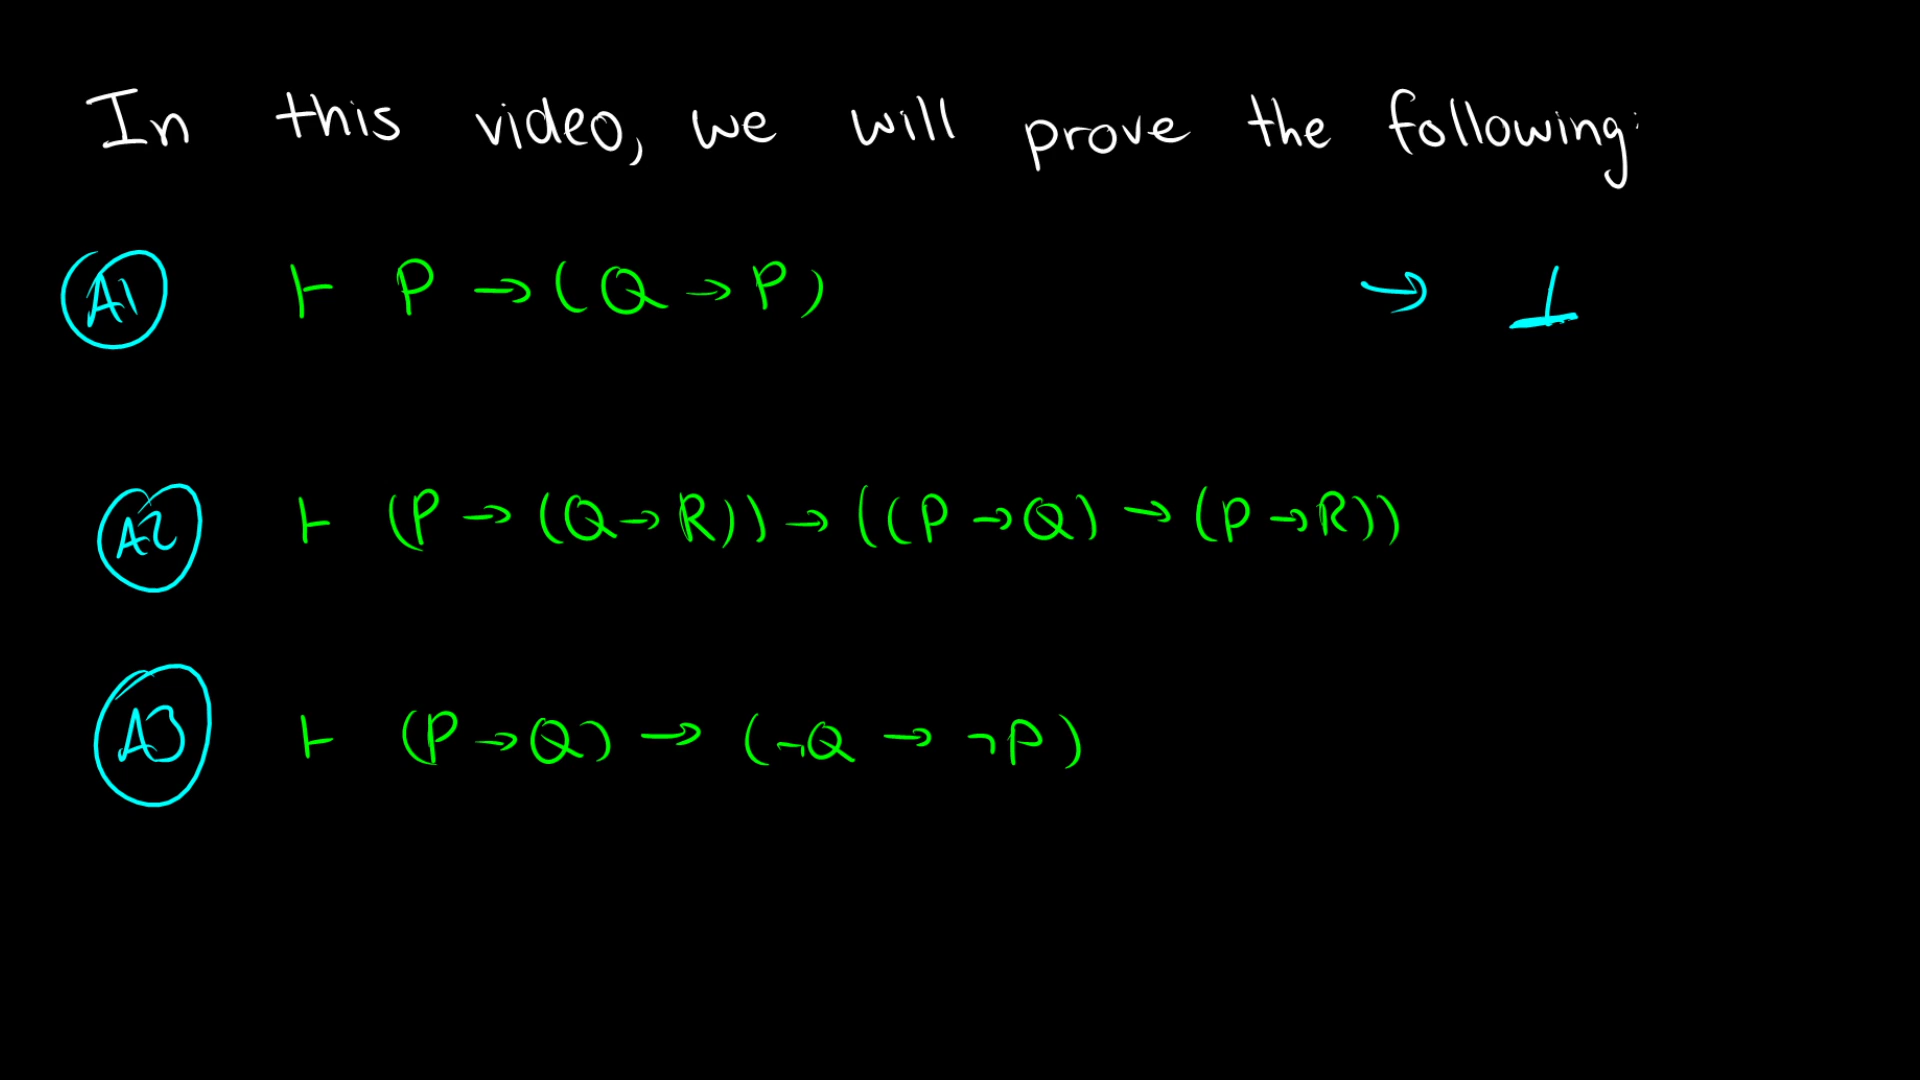 In this video, we will prove the following:
A1 ⊢ P → (Q → P) → ⊥
A2 ⊢ (P → (Q → R)) → ((P → Q) → (P → R))
A3 ⊢ (P → Q) → (¬Q → ¬P)